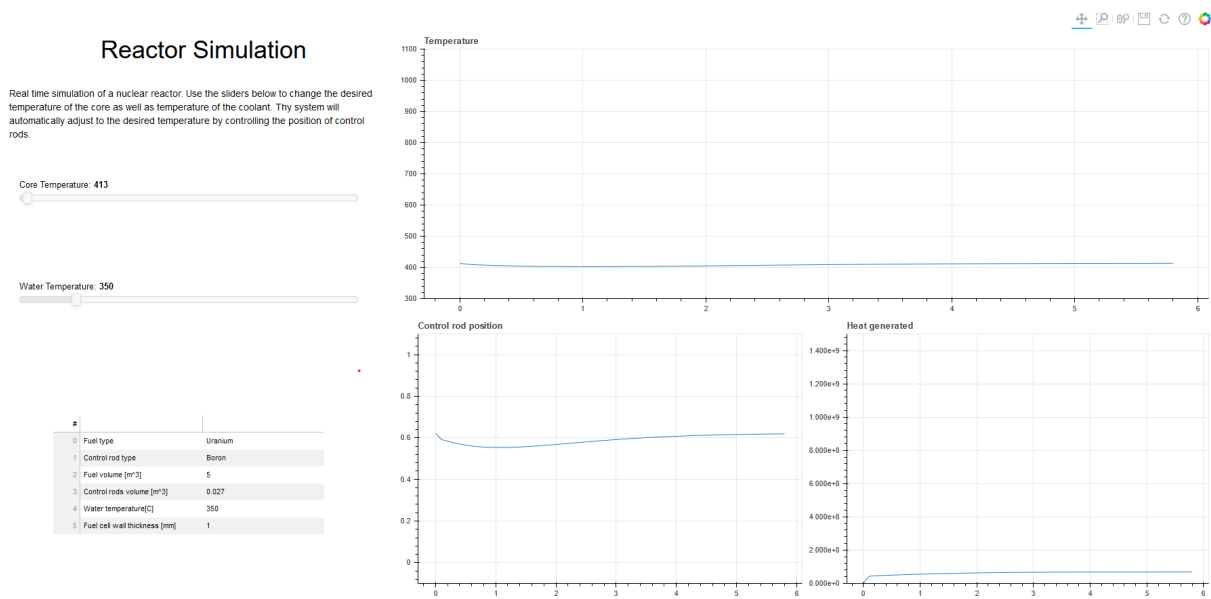 Reactor Simulation
Real time simulation of a nuclear reactor. Use the sliders below to change the desired
temperature of the core as well as temperature of the coolant. Thy system will
automatically adjust to the desired temperature by controlling the position of control
rods.
Core Temperature: 413
Water Temperature: 350
#
0 Fuel type Uranium
1 Control rod type Boron
2 Fuel volume [m^3] 5
3 Control rods volume [m^3] 0.027
4 Water temperature[C] 350
5 Fuel cell wall thickness [mm] 1
Temperature
1100
1000
900
800
700
600
500
400
300
0 1 2 3 4 5 6
Control rod position
1
0.8
0.6
0.4
0.2
0
0 1 2 3 4 5 6
Heat generated
1.400e+9
1.200e+9
1.000e+9
8.000e+8
6.000e+8
4.000e+8
2.000e+8
0.000e+0
0 1 2 3 4 5 6